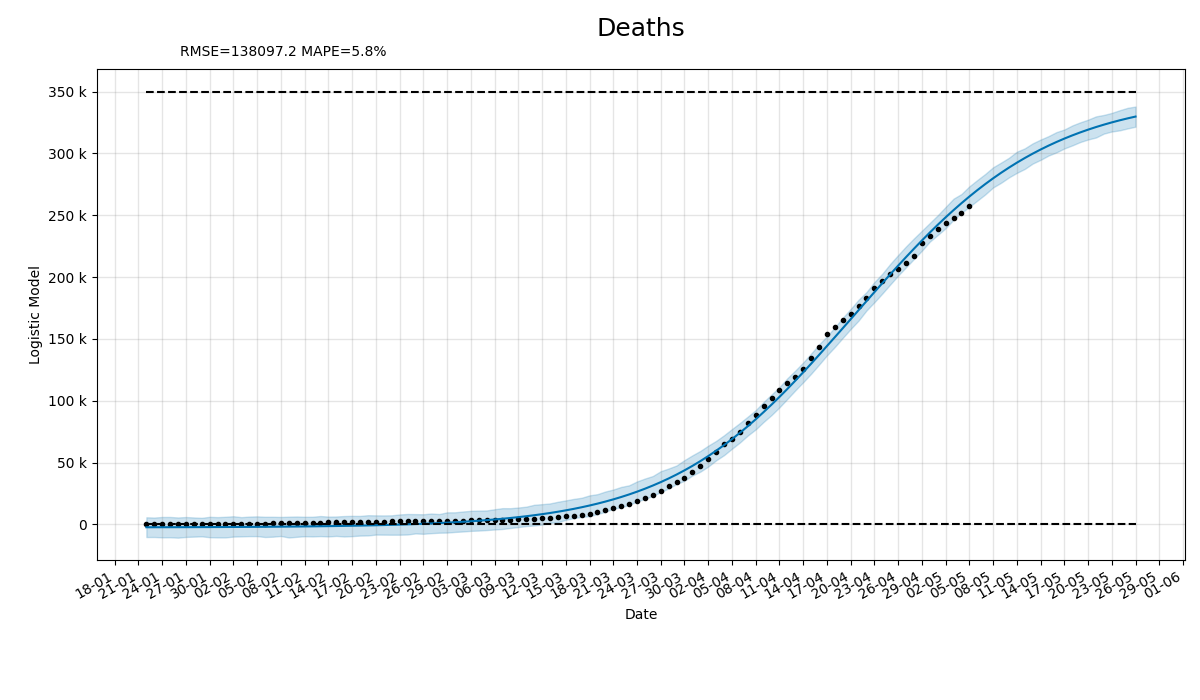 Deaths
RMSE=138097.2 MAPE=5.8%
350 k
300 k
250 k
200 k
150 k
100 k
50 k
0
Logistic Model
18-01 21-01 24-01 27-01 30-01 02-02 05-02 08-02 11-02 14-02 17-02 20-02 23-02 26-02 29-02 03-03 06-03 09-03 12-03 15-03 18-03 21-03 24-03 27-03 30-03 02-04 05-04 08-04 11-04 14-04 17-04 20-04 23-04 26-04 29-04 02-05 05-05 08-05 11-05 14-05 17-05 20-05 23-05 26-05 29-05 01-06
Date